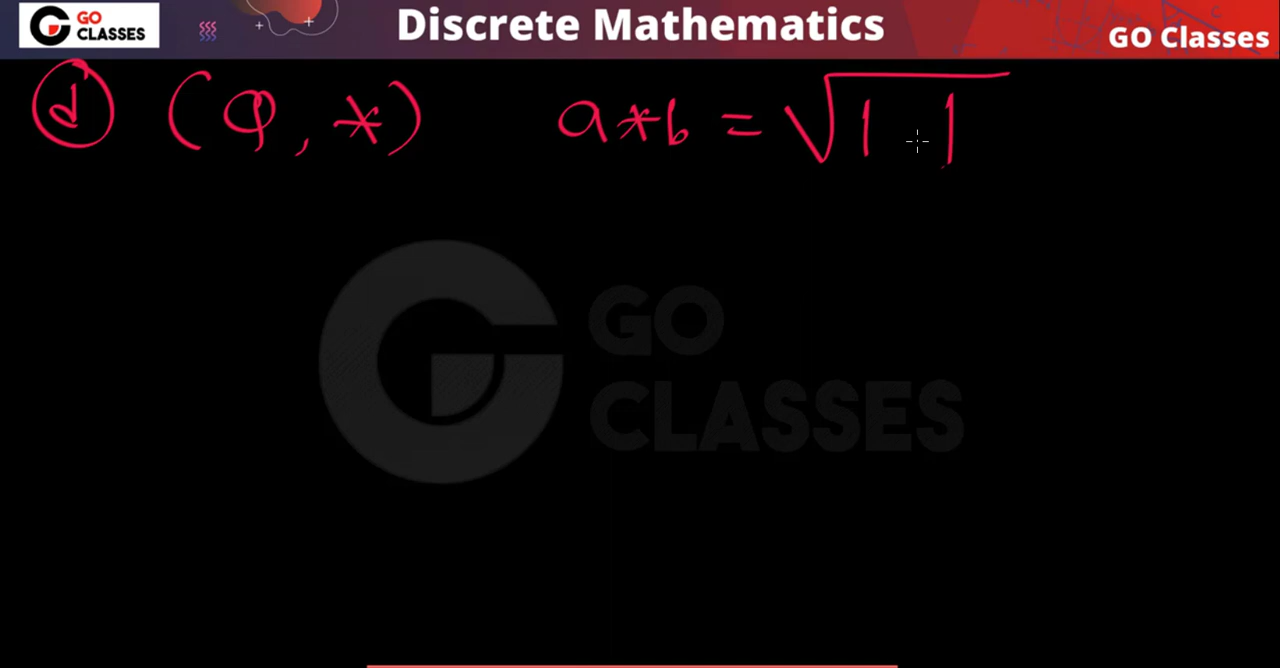 GO
CLASSES
Discrete Mathematics
GO Classes
d (Q, *) a*b = √| |
GO
CLASSES